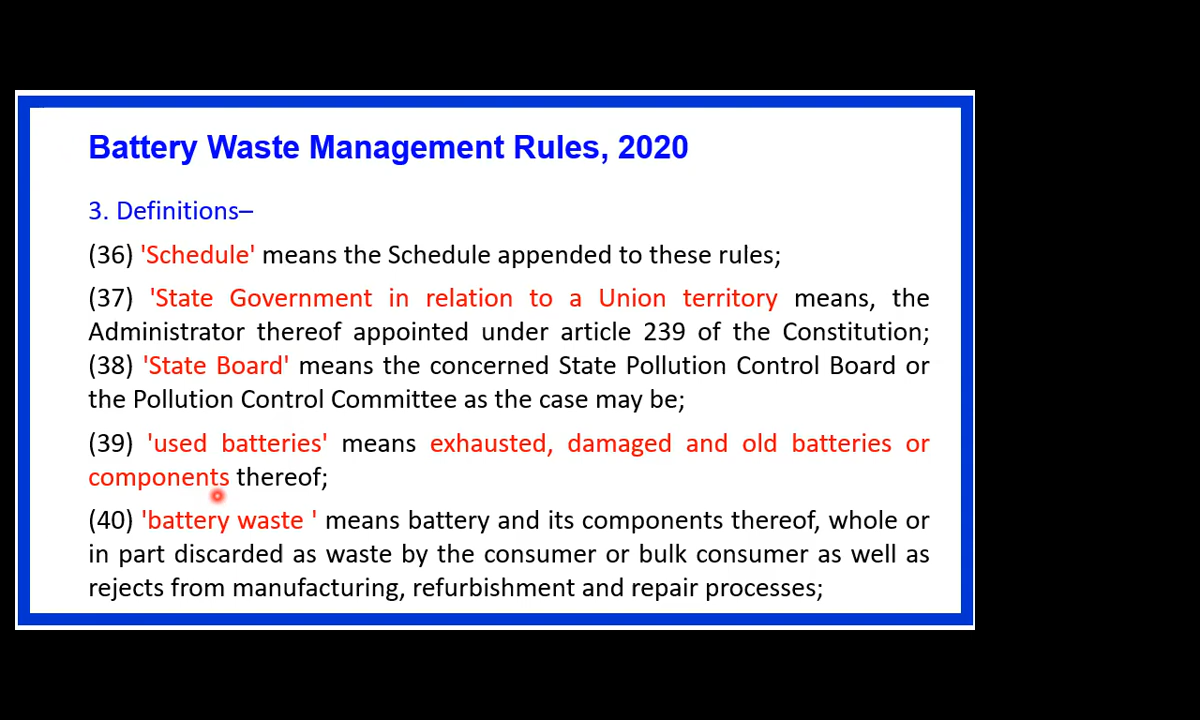 Battery Waste Management Rules, 2020
3. Definitions–
(36) 'Schedule' means the Schedule appended to these rules;
(37) 'State Government in relation to a Union territory means, the
Administrator thereof appointed under article 239 of the Constitution;
(38) 'State Board' means the concerned State Pollution Control Board or
the Pollution Control Committee as the case may be;
(39) 'used batteries' means exhausted, damaged and old batteries or
components thereof;
(40) 'battery waste ' means battery and its components thereof, whole or
in part discarded as waste by the consumer or bulk consumer as well as
rejects from manufacturing, refurbishment and repair processes;